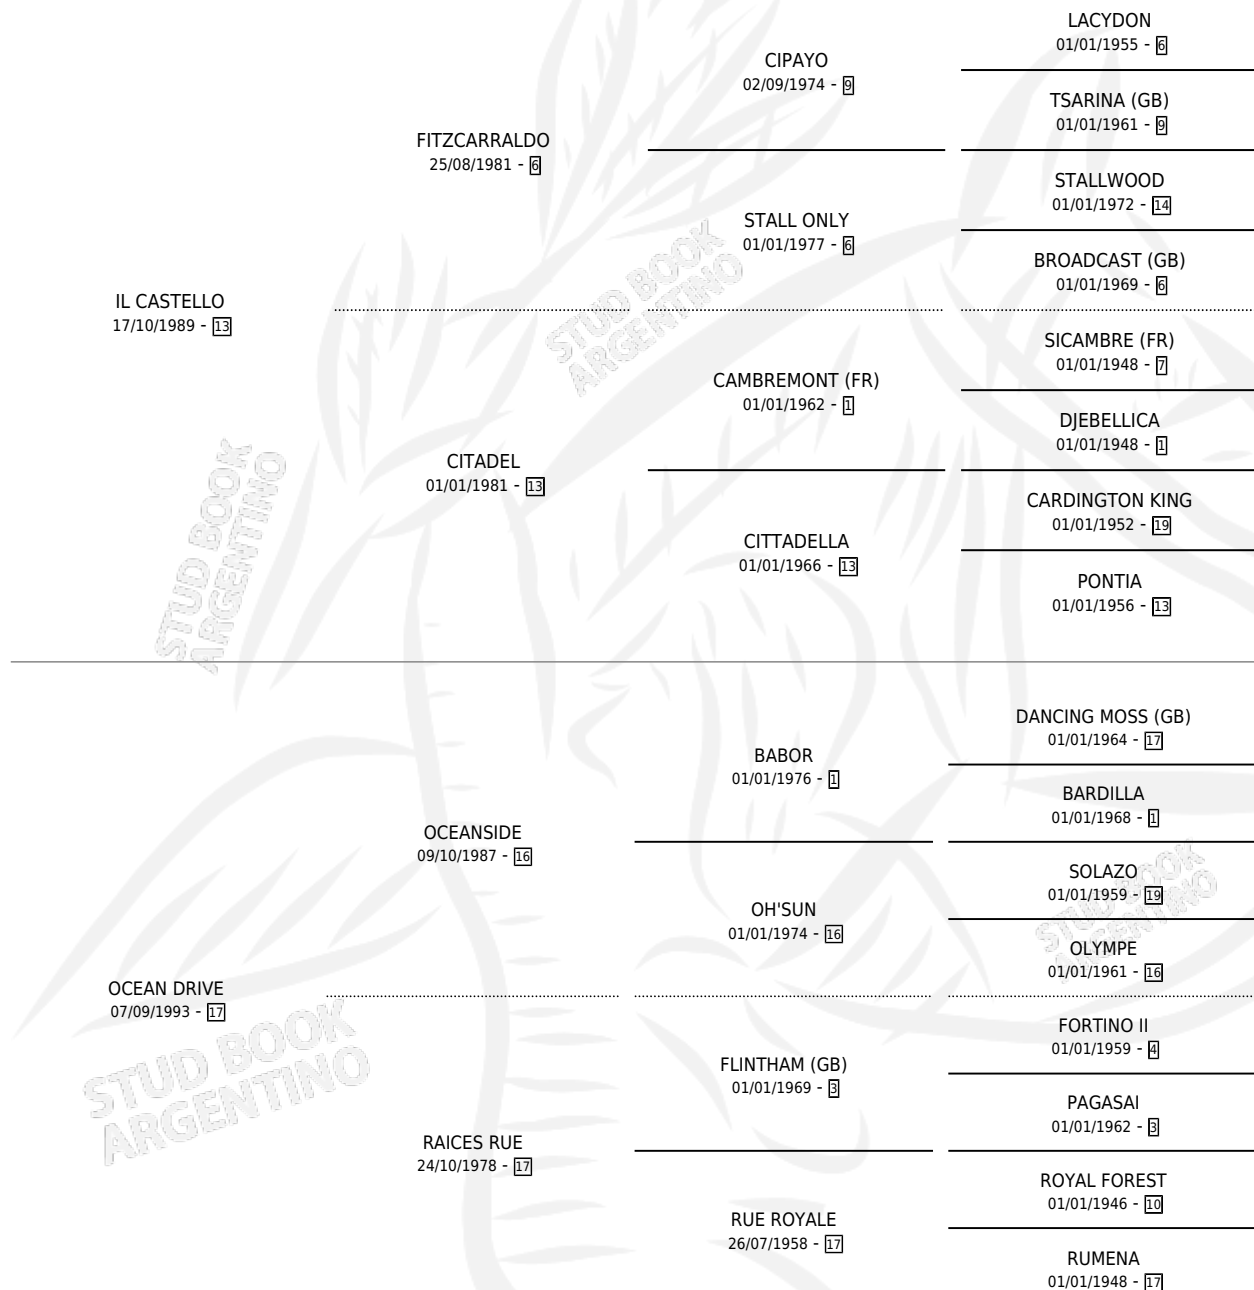 LACYDON
01/01/1955 - 6
CIPAYO
02/09/1974 - 9
TSARINA (GB)
01/01/1961 - 9
FITZCARRALDO
25/08/1981 - 6
STALLWOOD
01/01/1972 - 14
STALL ONLY
01/01/1977 - 6
BROADCAST (GB)
01/01/1969 - 6
IL CASTELLO
17/10/1989 - 13
STUD BOOK
ARGENTINO
SICAMBRE (FR)
01/01/1948 - 7
CAMBREMONT (FR)
01/01/1962 - 1
DJEBELLICA
01/01/1948 - 1
CITADEL
01/01/1981 - 13
CARDINGTON KING
01/01/1952 - 19
CITTADELLA
01/01/1966 - 13
PONTIA
01/01/1956 - 13
STUD BOOK
ARGENTINO
DANCING MOSS (GB)
01/01/1964 - 17
BABOR
01/01/1976 - 1
BARDILLA
01/01/1968 - 1
OCEANSIDE
09/10/1987 - 16
SOLAZO
01/01/1959 - 19
OH'SUN
01/01/1974 - 16
STUD BOOK
ARGENTINO
OLYMPE
01/01/1961 - 16
OCEAN DRIVE
07/09/1993 - 17
FORTINO II
01/01/1959 - 4
FLINTHAM (GB)
01/01/1969 - 3
PAGASAI
01/01/1962 - 3
STUD BOOK
ARGENTINO
RAICES RUE
24/10/1978 - 17
ROYAL FOREST
01/01/1946 - 10
RUE ROYALE
26/07/1958 - 17
RUMENA
01/01/1948 - 17